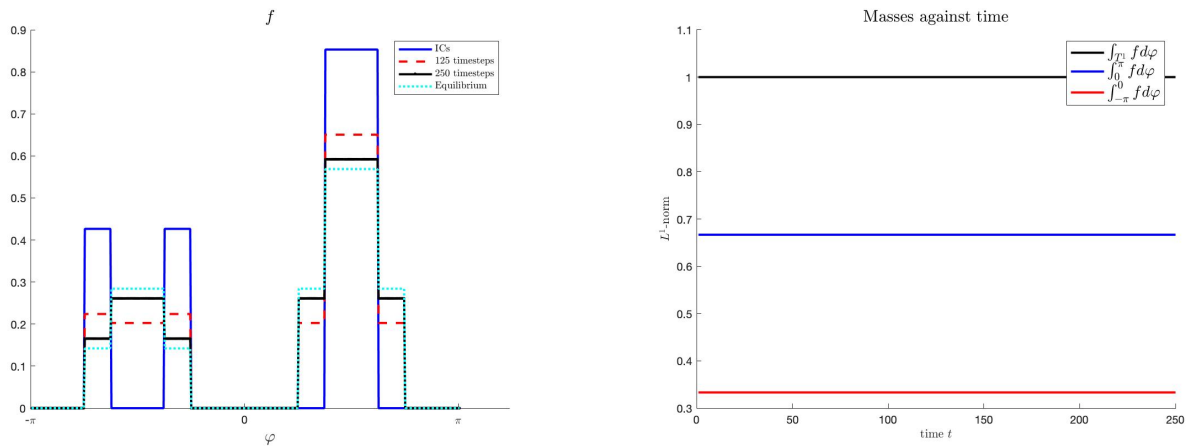 f
0.9
0.8
0.7
0.6
0.5
0.4
0.3
0.2
0.1
0
-π 0 π
φ
ICs
125 timesteps
250 timesteps
Equilibrium
Masses against time
1.1
1
0.9
0.8
0.7
0.6
0.5
0.4
0.3
L¹-norm
0 50 100 150 200 250
time t
∫_{T¹} fdφ
∫_0^π fdφ
∫_{-π}^0 fdφ